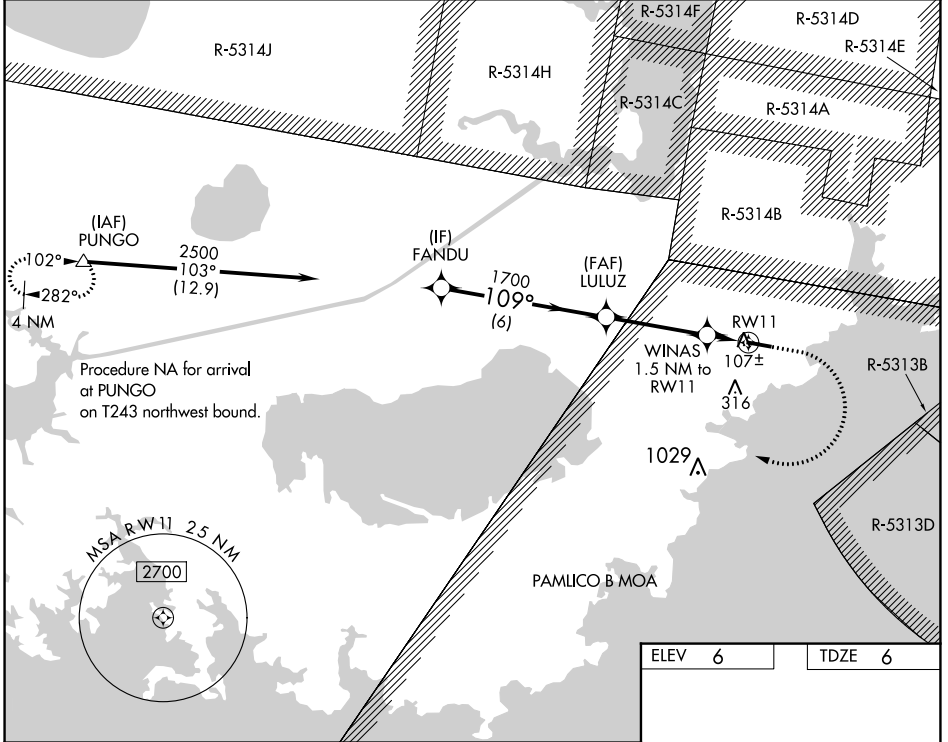 R-5314F
R-5314D
R-5314J
R-5314E
R-5314H
R-5314C
R-5314A
R-5314B
(IAF)
PUNGO
102°
282°
4 NM
2500
103°
(12.9)
(IF)
FANDU
1700
109°
(6)
(FAF)
LULUZ
WINAS
1.5 NM to
RW11
RW11
107±
316
1029
R-5313B
Procedure NA for arrival
at PUNGO
on T243 northwest bound.
R-5313D
MSA RW11 25 NM
2700
PAMLICO B MOA
ELEV 6
TDZE 6